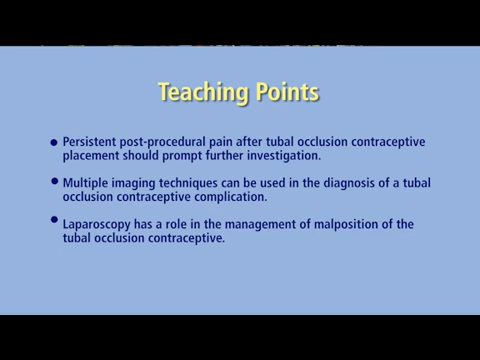 Teaching Points
• Persistent post-procedural pain after tubal occlusion contraceptive
placement should prompt further investigation.
• Multiple imaging techniques can be used in the diagnosis of a tubal
occlusion contraceptive complication.
• Laparoscopy has a role in the management of malposition of the
tubal occlusion contraceptive.